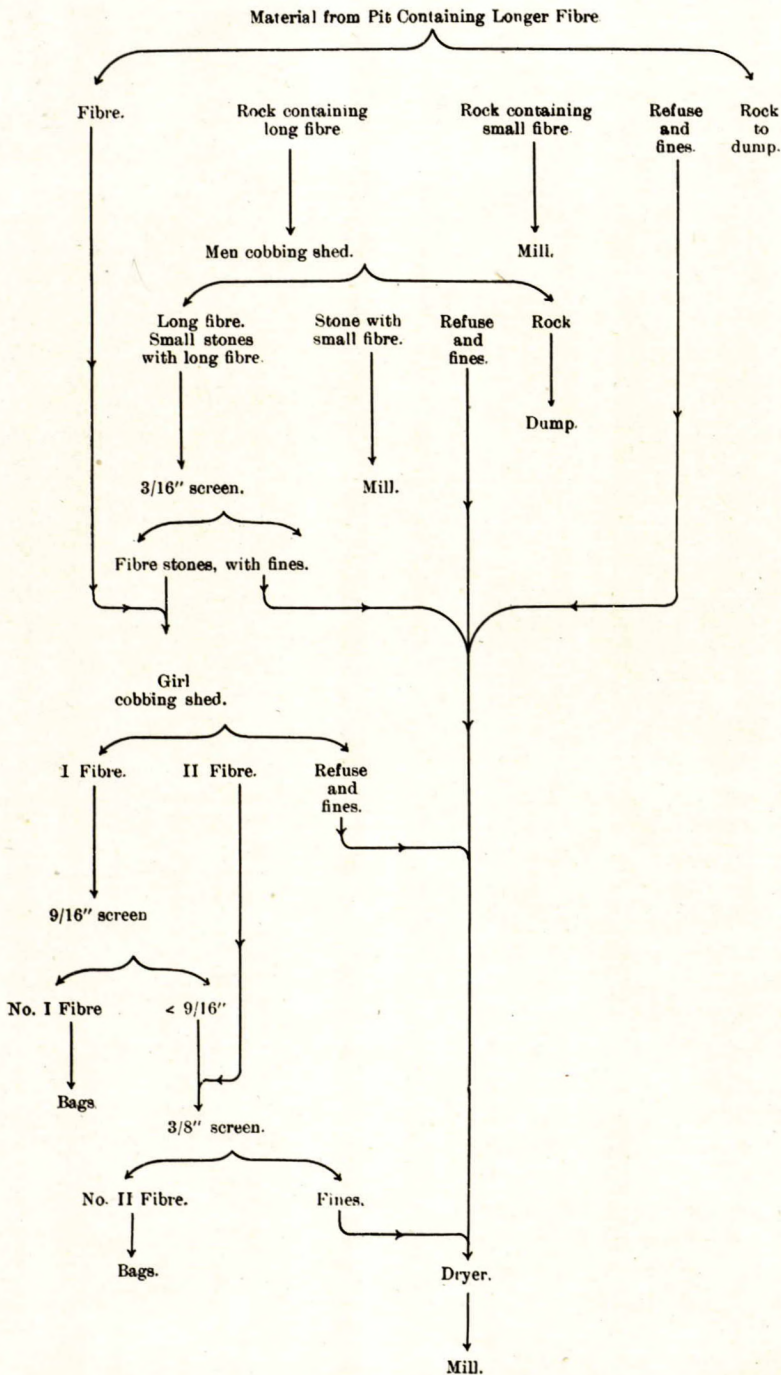 Material from Pit Containing Longer Fibre
Fibre.
Rock containing
long fibre
Rock containing
small fibre.
Refuse
and
fines.
Rock
to
dump.
Men cobbing shed.
Mill.
Long fibre.
Small stones
with long fibre.
Stone with
small fibre.
Refuse
and
fines.
Rock
Dump.
3/16" screen.
Mill.
Fibre stones, with fines.
Girl
cobbing shed.
I Fibre.
II Fibre.
Refuse
and
fines.
9/16" screen
No. I Fibre
< 9/16"
Bags
3/8" screen.
No. II Fibre.
Fines.
Bags.
Dryer.
Mill.